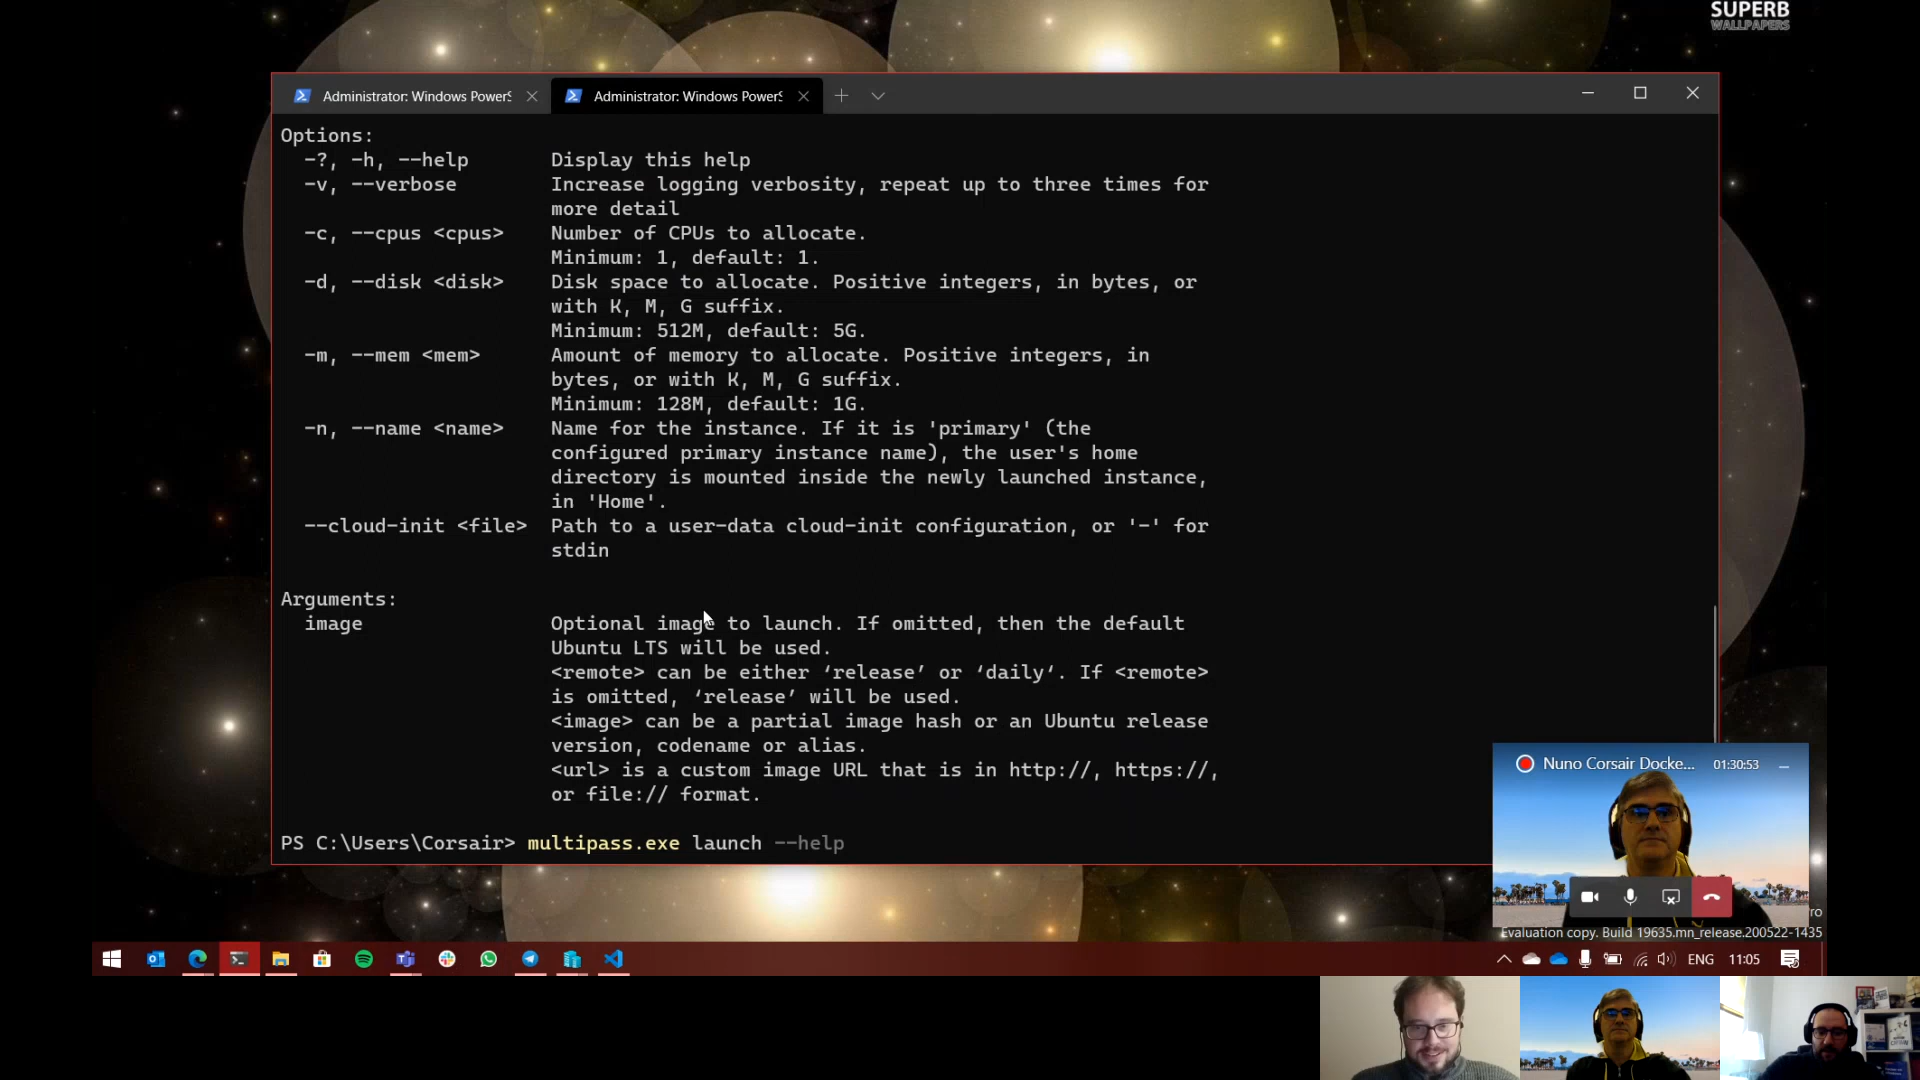 SUPERB
WALLPAPERS
Administrator: Windows PowerS
Administrator: Windows PowerS
Options:
-?, -h, --help Display this help
-v, --verbose Increase logging verbosity, repeat up to three times for
more detail
-c, --cpus <cpus> Number of CPUs to allocate.
Minimum: 1, default: 1.
-d, --disk <disk> Disk space to allocate. Positive integers, in bytes, or
with K, M, G suffix.
Minimum: 512M, default: 5G.
-m, --mem <mem> Amount of memory to allocate. Positive integers, in
bytes, or with K, M, G suffix.
Minimum: 128M, default: 1G.
-n, --name <name> Name for the instance. If it is 'primary' (the
configured primary instance name), the user's home
directory is mounted inside the newly launched instance,
in 'Home'.
--cloud-init <file> Path to a user-data cloud-init configuration, or '-' for
stdin
Arguments:
image Optional image to launch. If omitted, then the default
Ubuntu LTS will be used.
<remote> can be either ‘release’ or ‘daily‘. If <remote>
is omitted, ‘release’ will be used.
<image> can be a partial image hash or an Ubuntu release
version, codename or alias.
<url> is a custom image URL that is in http://, https://,
or file:// format.
PS C:\Users\Corsair> multipass.exe launch --help
Nuno Corsair Docke... 01:30:53
ro
Evaluation copy. Build 19635.mn_release.200522-1435
ENG 11:05